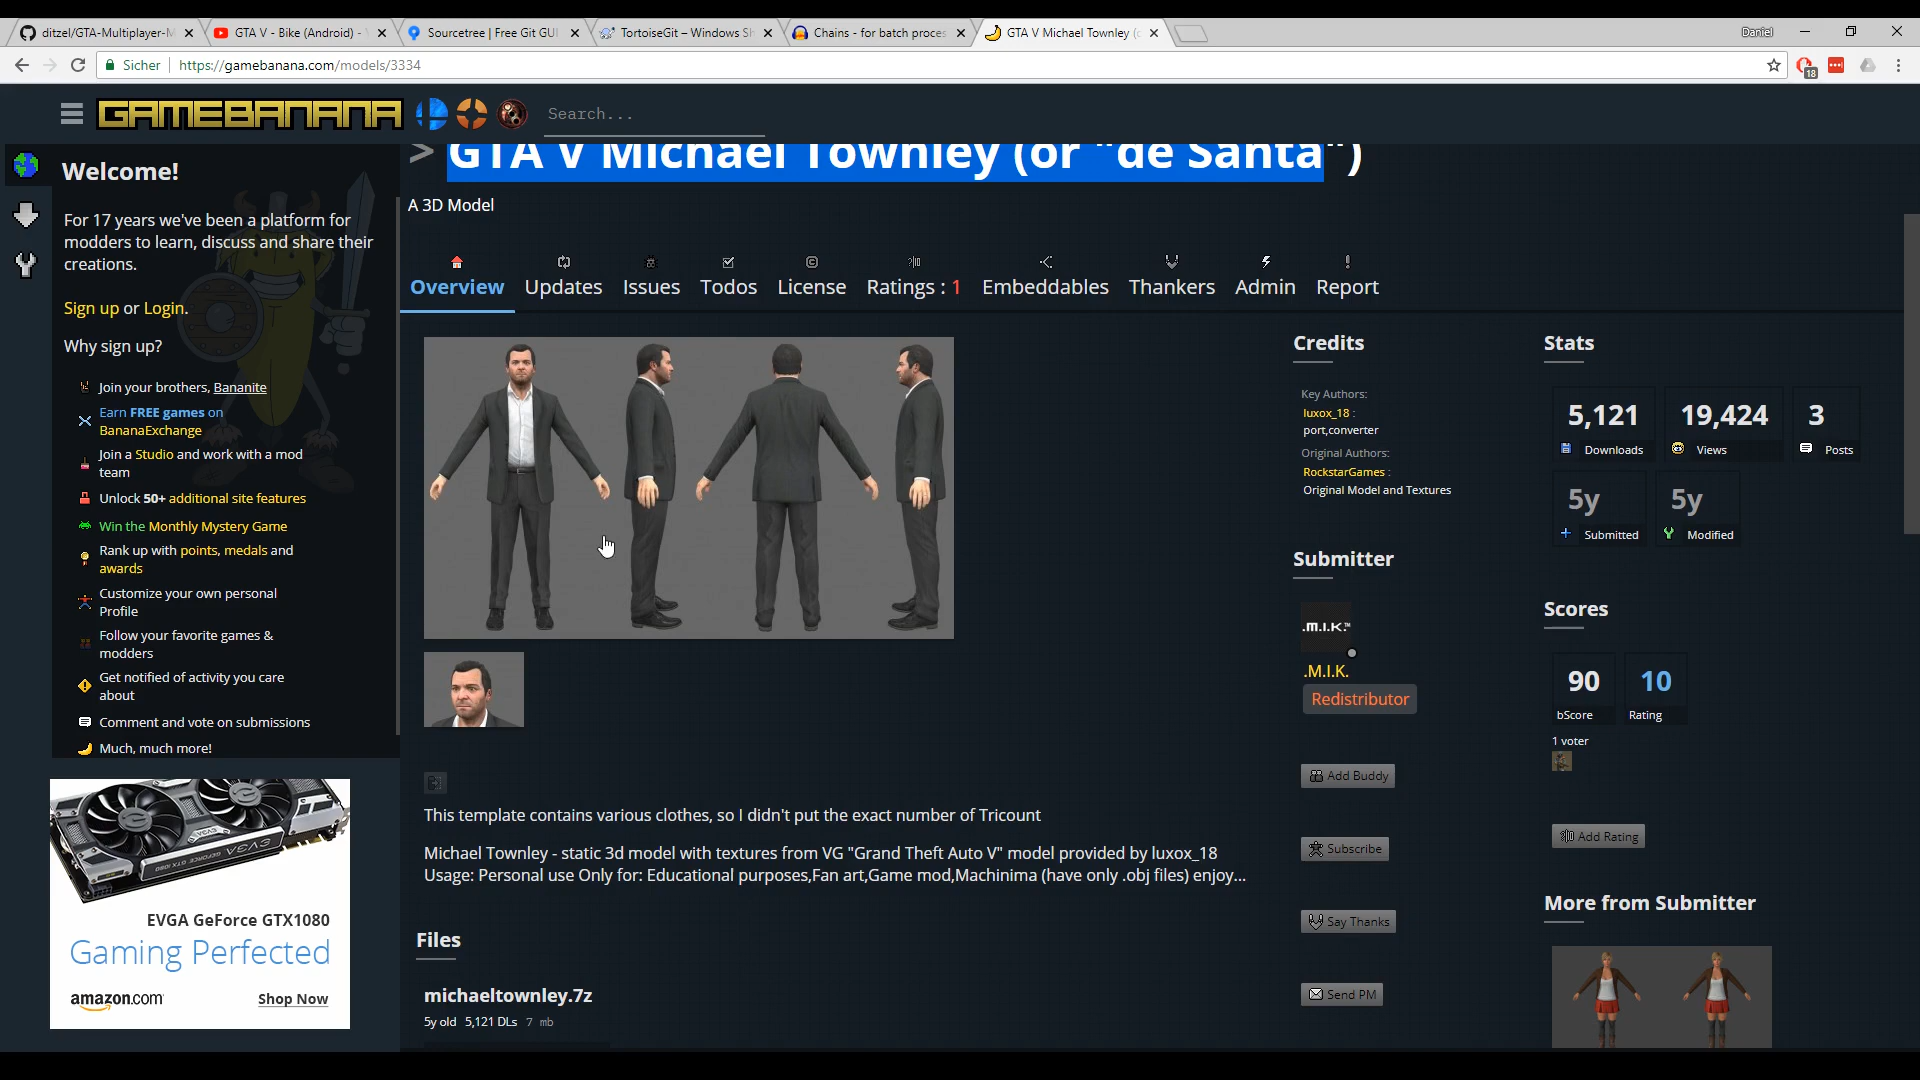 ditzel/GTA-Multiplayer-M
GTA V - Bike (Android) -
Sourcetree | Free Git GUI
TortoiseGit – Windows Sh
Chains - for batch proces
GTA V Michael Townley (o
Daniel
Sicher
https://gamebanana.com/models/3334
18
GAMEBANANA
Search...
Welcome!
For 17 years we've been a platform for
modders to learn, discuss and share their
creations.
Sign up or Login.
Why sign up?
Join your brothers, Bananite
Earn FREE games on
BananaExchange
Join a Studio and work with a mod
team
Unlock 50+ additional site features
Win the Monthly Mystery Game
Rank up with points, medals and
awards
Customize your own personal
Profile
Follow your favorite games &
modders
Get notified of activity you care
about
Comment and vote on submissions
Much, much more!
EVGA GeForce GTX1080
Gaming Perfected
amazon.com
Shop Now
> GTA V Michael Townley (or "de Santa")
A 3D Model
Overview
Updates
Issues
Todos
License
Ratings : 1
Embeddables
Thankers
Admin
Report
This template contains various clothes, so I didn't put the exact number of Tricount
Michael Townley - static 3d model with textures from VG "Grand Theft Auto V" model provided by luxox_18
Usage: Personal use Only for: Educational purposes,Fan art,Game mod,Machinima (have only .obj files) enjoy...
Files
michaeltownley.7z
5y old 5,121 DLs 7 mb
Credits
Key Authors:
luxox_18 :
port,converter
Original Authors:
RockstarGames :
Original Model and Textures
Submitter
.M.I.K.™
.M.I.K.
Redistributor
Add Buddy
Subscribe
Say Thanks
Send PM
Stats
5,121
Downloads
19,424
Views
3
Posts
5y
Submitted
5y
Modified
Scores
90
bScore
10
Rating
1 voter
Add Rating
More from Submitter